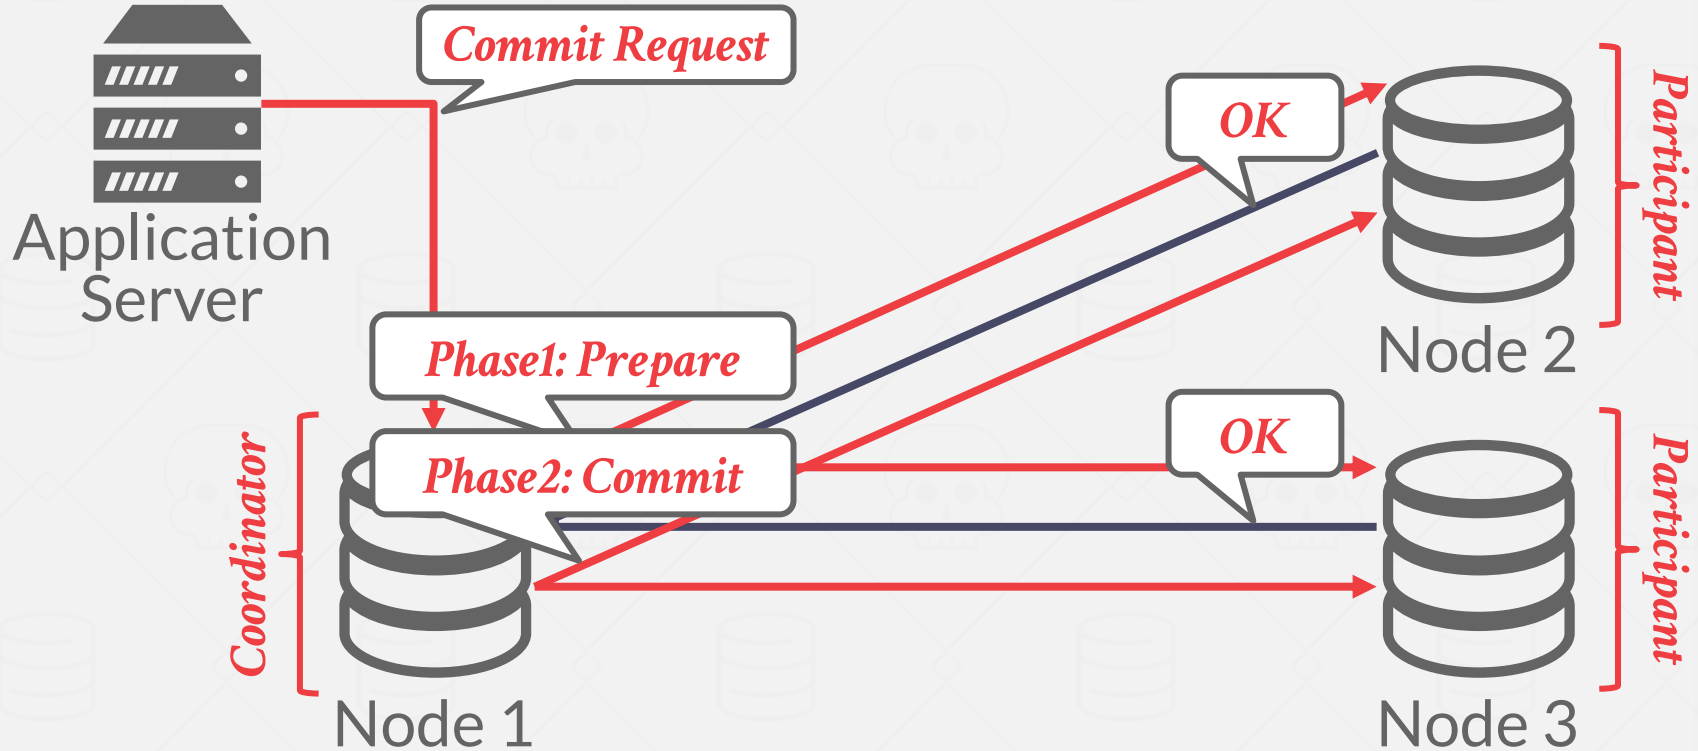 Commit Request
OK
Participant
Application
Server
Phase1: Prepare
Node 2
OK
Participant
Coordinator
Phase2: Commit
Node 1
Node 3